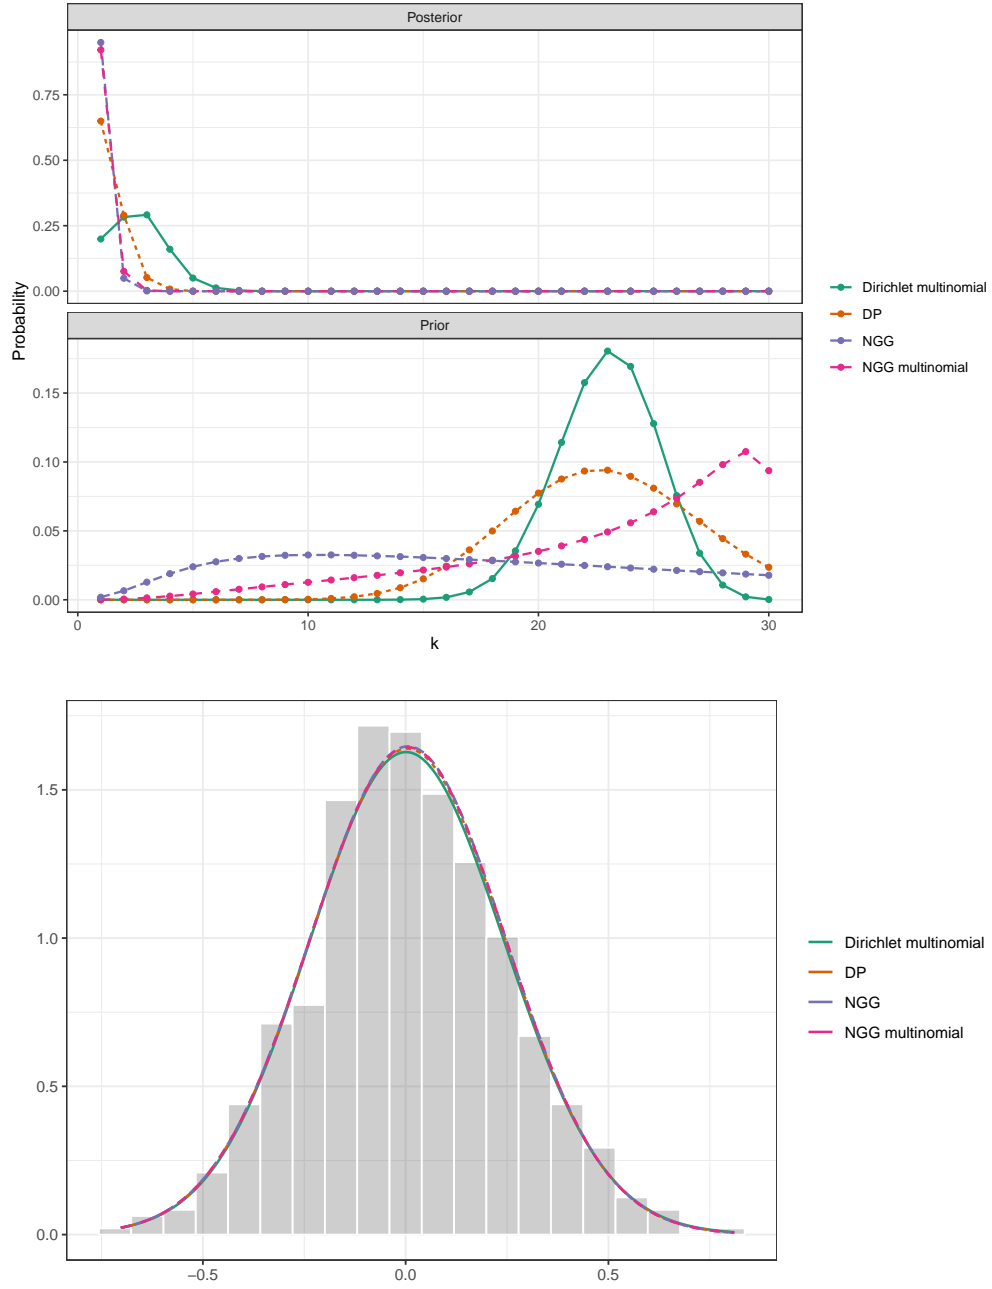 Posterior
0.75
0.50
0.25
0.00
Probability
Prior
0.15
0.10
0.05
0.00
0
10
20
30
k
Dirichlet multinomial
DP
NGG
NGG multinomial
1.5
1.0
0.5
0.0
−0.5
0.0
0.5
Dirichlet multinomial
DP
NGG
NGG multinomial